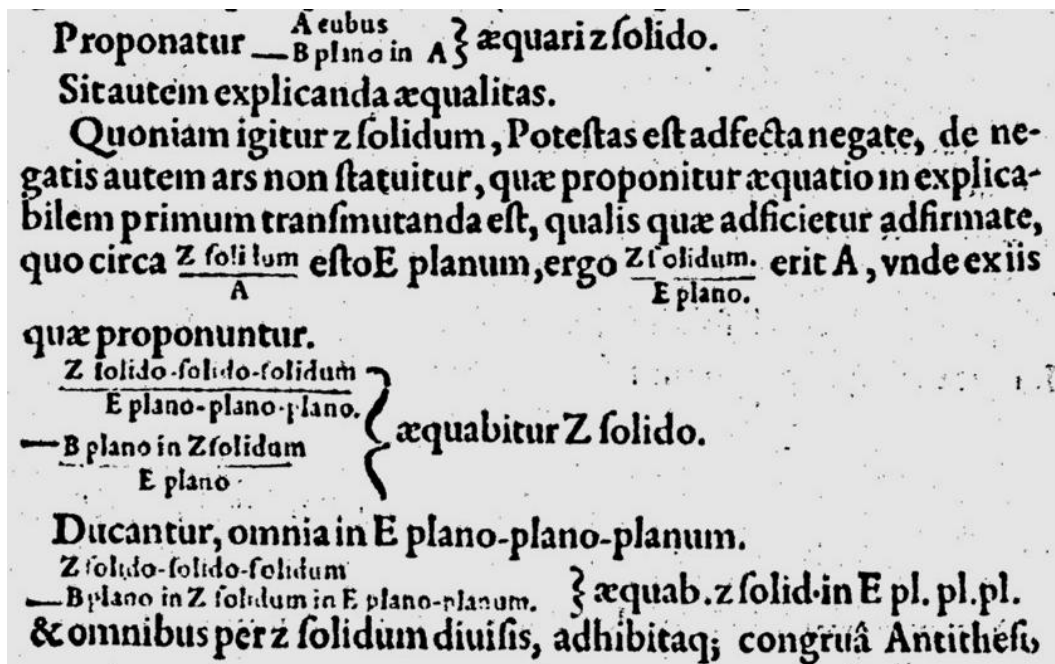 A cubus
Proponatur — B plano in A } æquari z ſolido.
Sit autem explicanda æqualitas.
Quoniam igitur z ſolidum, Poteſtas eſt adfecta negate, de ne-
gatis autem ars non ſtatuitur, quæ proponitur æquatio in explica-
bilem primum tranſmutanda eſt, qualis quæ adficietur adfirmate,
quo circa Z ſolidum / A eſto E planum, ergo Z ſolidum. / E plano. erit A, vnde ex iis
quæ proponuntur.
Z ſolido-ſolido-ſolidum
E plano-plano-plano.
— B plano in Z ſolidum
E plano
} æquabitur Z ſolido.
Ducantur, omnia in E plano-plano-planum.
Z ſolido-ſolido-ſolidum
— B plano in Z ſolidum in E plano-planum. } æquab. z ſolid. in E pl. pl. pl.
& omnibus per z ſolidum diuiſis, adhibitaq; congruâ Antitheſi,